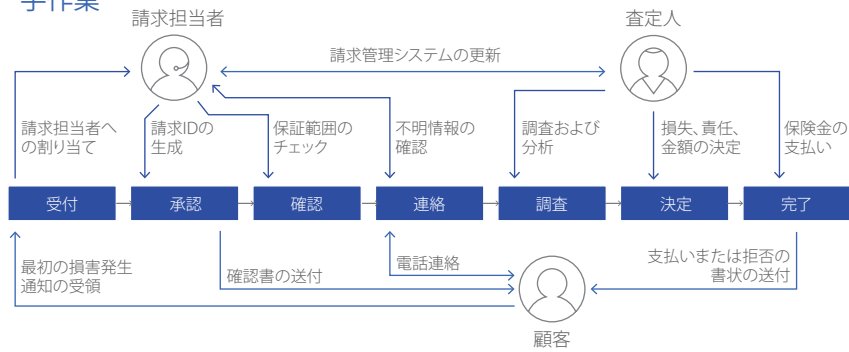 手作業
請求担当者
査定人
請求管理システムの更新
請求担当者へ
の割り当て
請求IDの
生成
保証範囲の
チェック
不明情報の
確認
調査および
分析
損失、責任、
金額の決定
保険金の
支払い
受付
承認
確認
連絡
調査
決定
完了
最初の損害発生
通知の受領
確認書の送付
電話連絡
支払いまたは拒否の
書状の送付
顧客